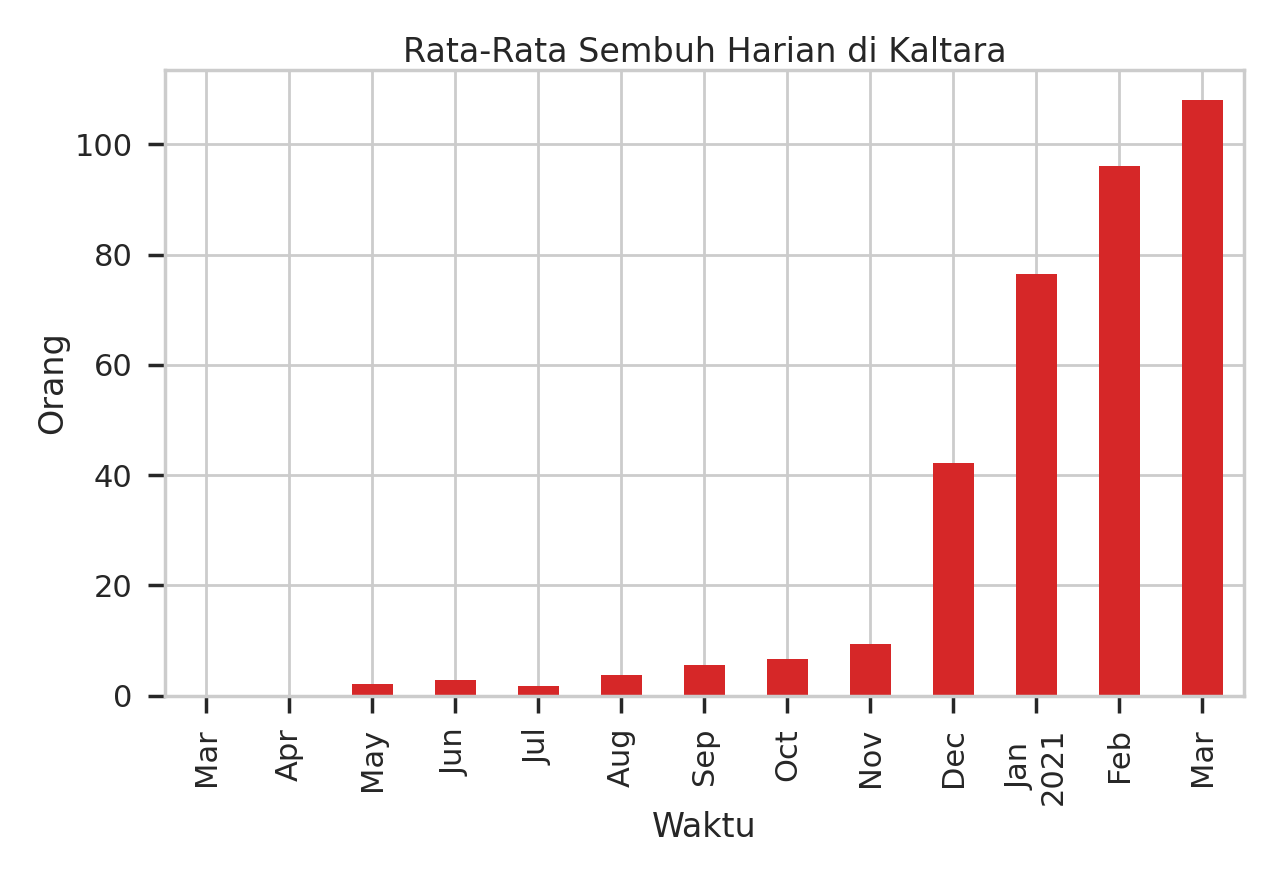 Rata-Rata Sembuh Harian di Kaltara
Orang
100
80
60
40
20
0
Mar
Apr
May
Jun
Jul
Aug
Sep
Oct
Nov
Dec
Jan
2021
Feb
Mar
Waktu